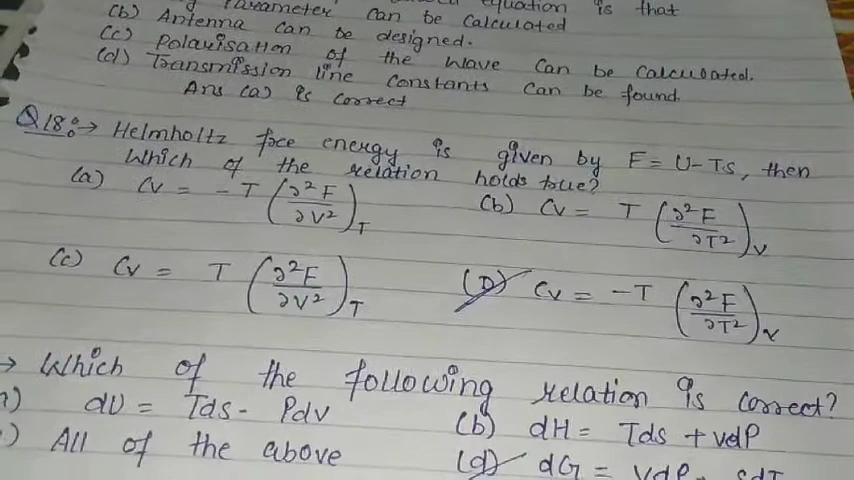 Parameter can be calculated equation is that
(b) Antenna can be designed.
(c) Polarisation of the wave can be calculated.
(d) Transmission line constants can be found.
Ans (a) is correct
Q18:→ Helmholtz free energy is given by F = U-TS, then
Which of the relation holds true?
(a) Cv = -T (∂²F/∂V²)T (b) Cv = T (∂²F/∂T²)V
(c) Cv = T (∂²F/∂V²)T (D) Cv = -T (∂²F/∂T²)V
→ Which of the following relation is correct?
dU = Tds - Pdv (b) dH = Tds + vdP
) All of the above (d) dG = vdP - sdT